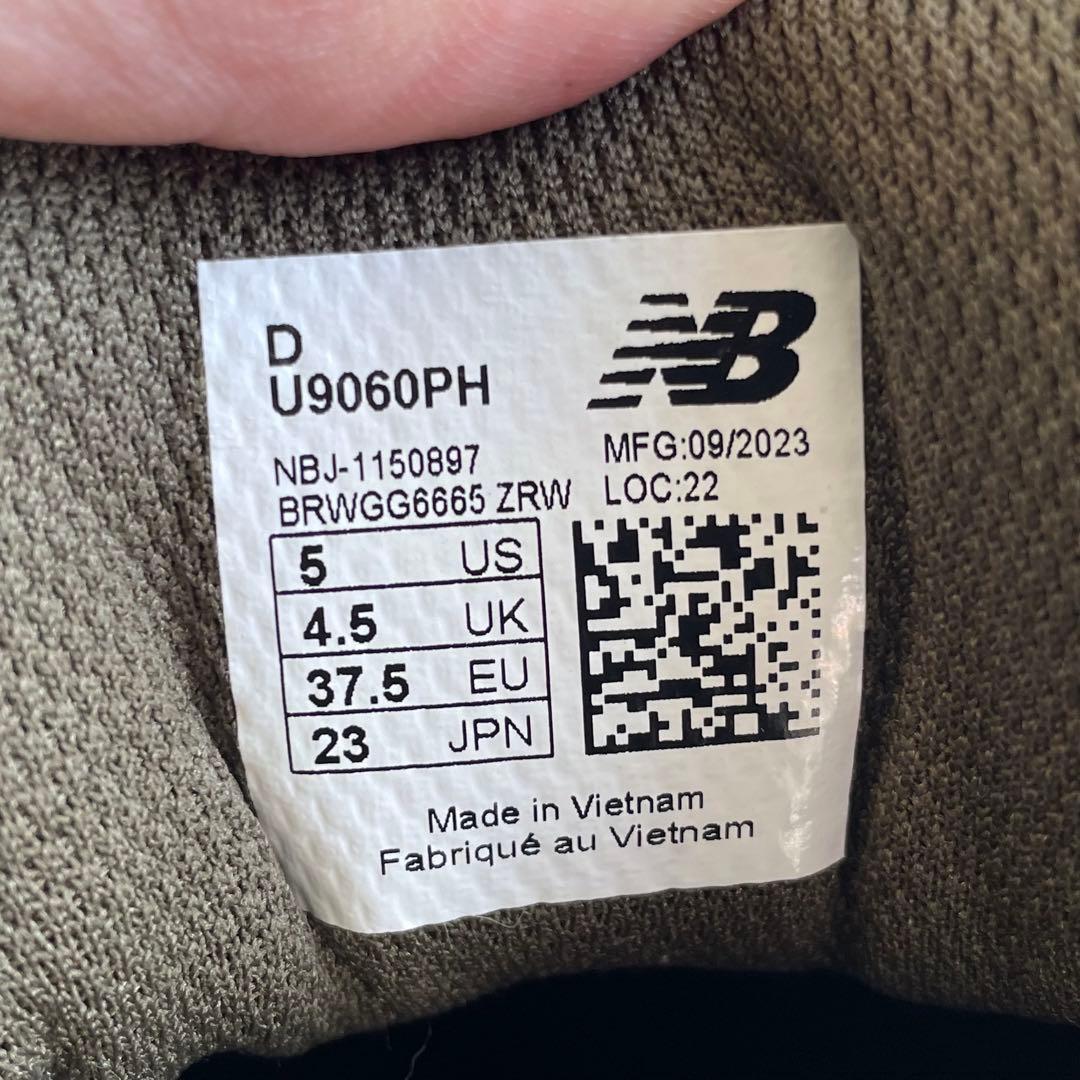 D
U9060PH
NB
NBJ-1150897
MFG:09/2023
BRWGG6665 ZRW
LOC:22
5 US
4.5 UK
37.5 EU
23 JPN
Made in Vietnam
Fabriqué au Vietnam